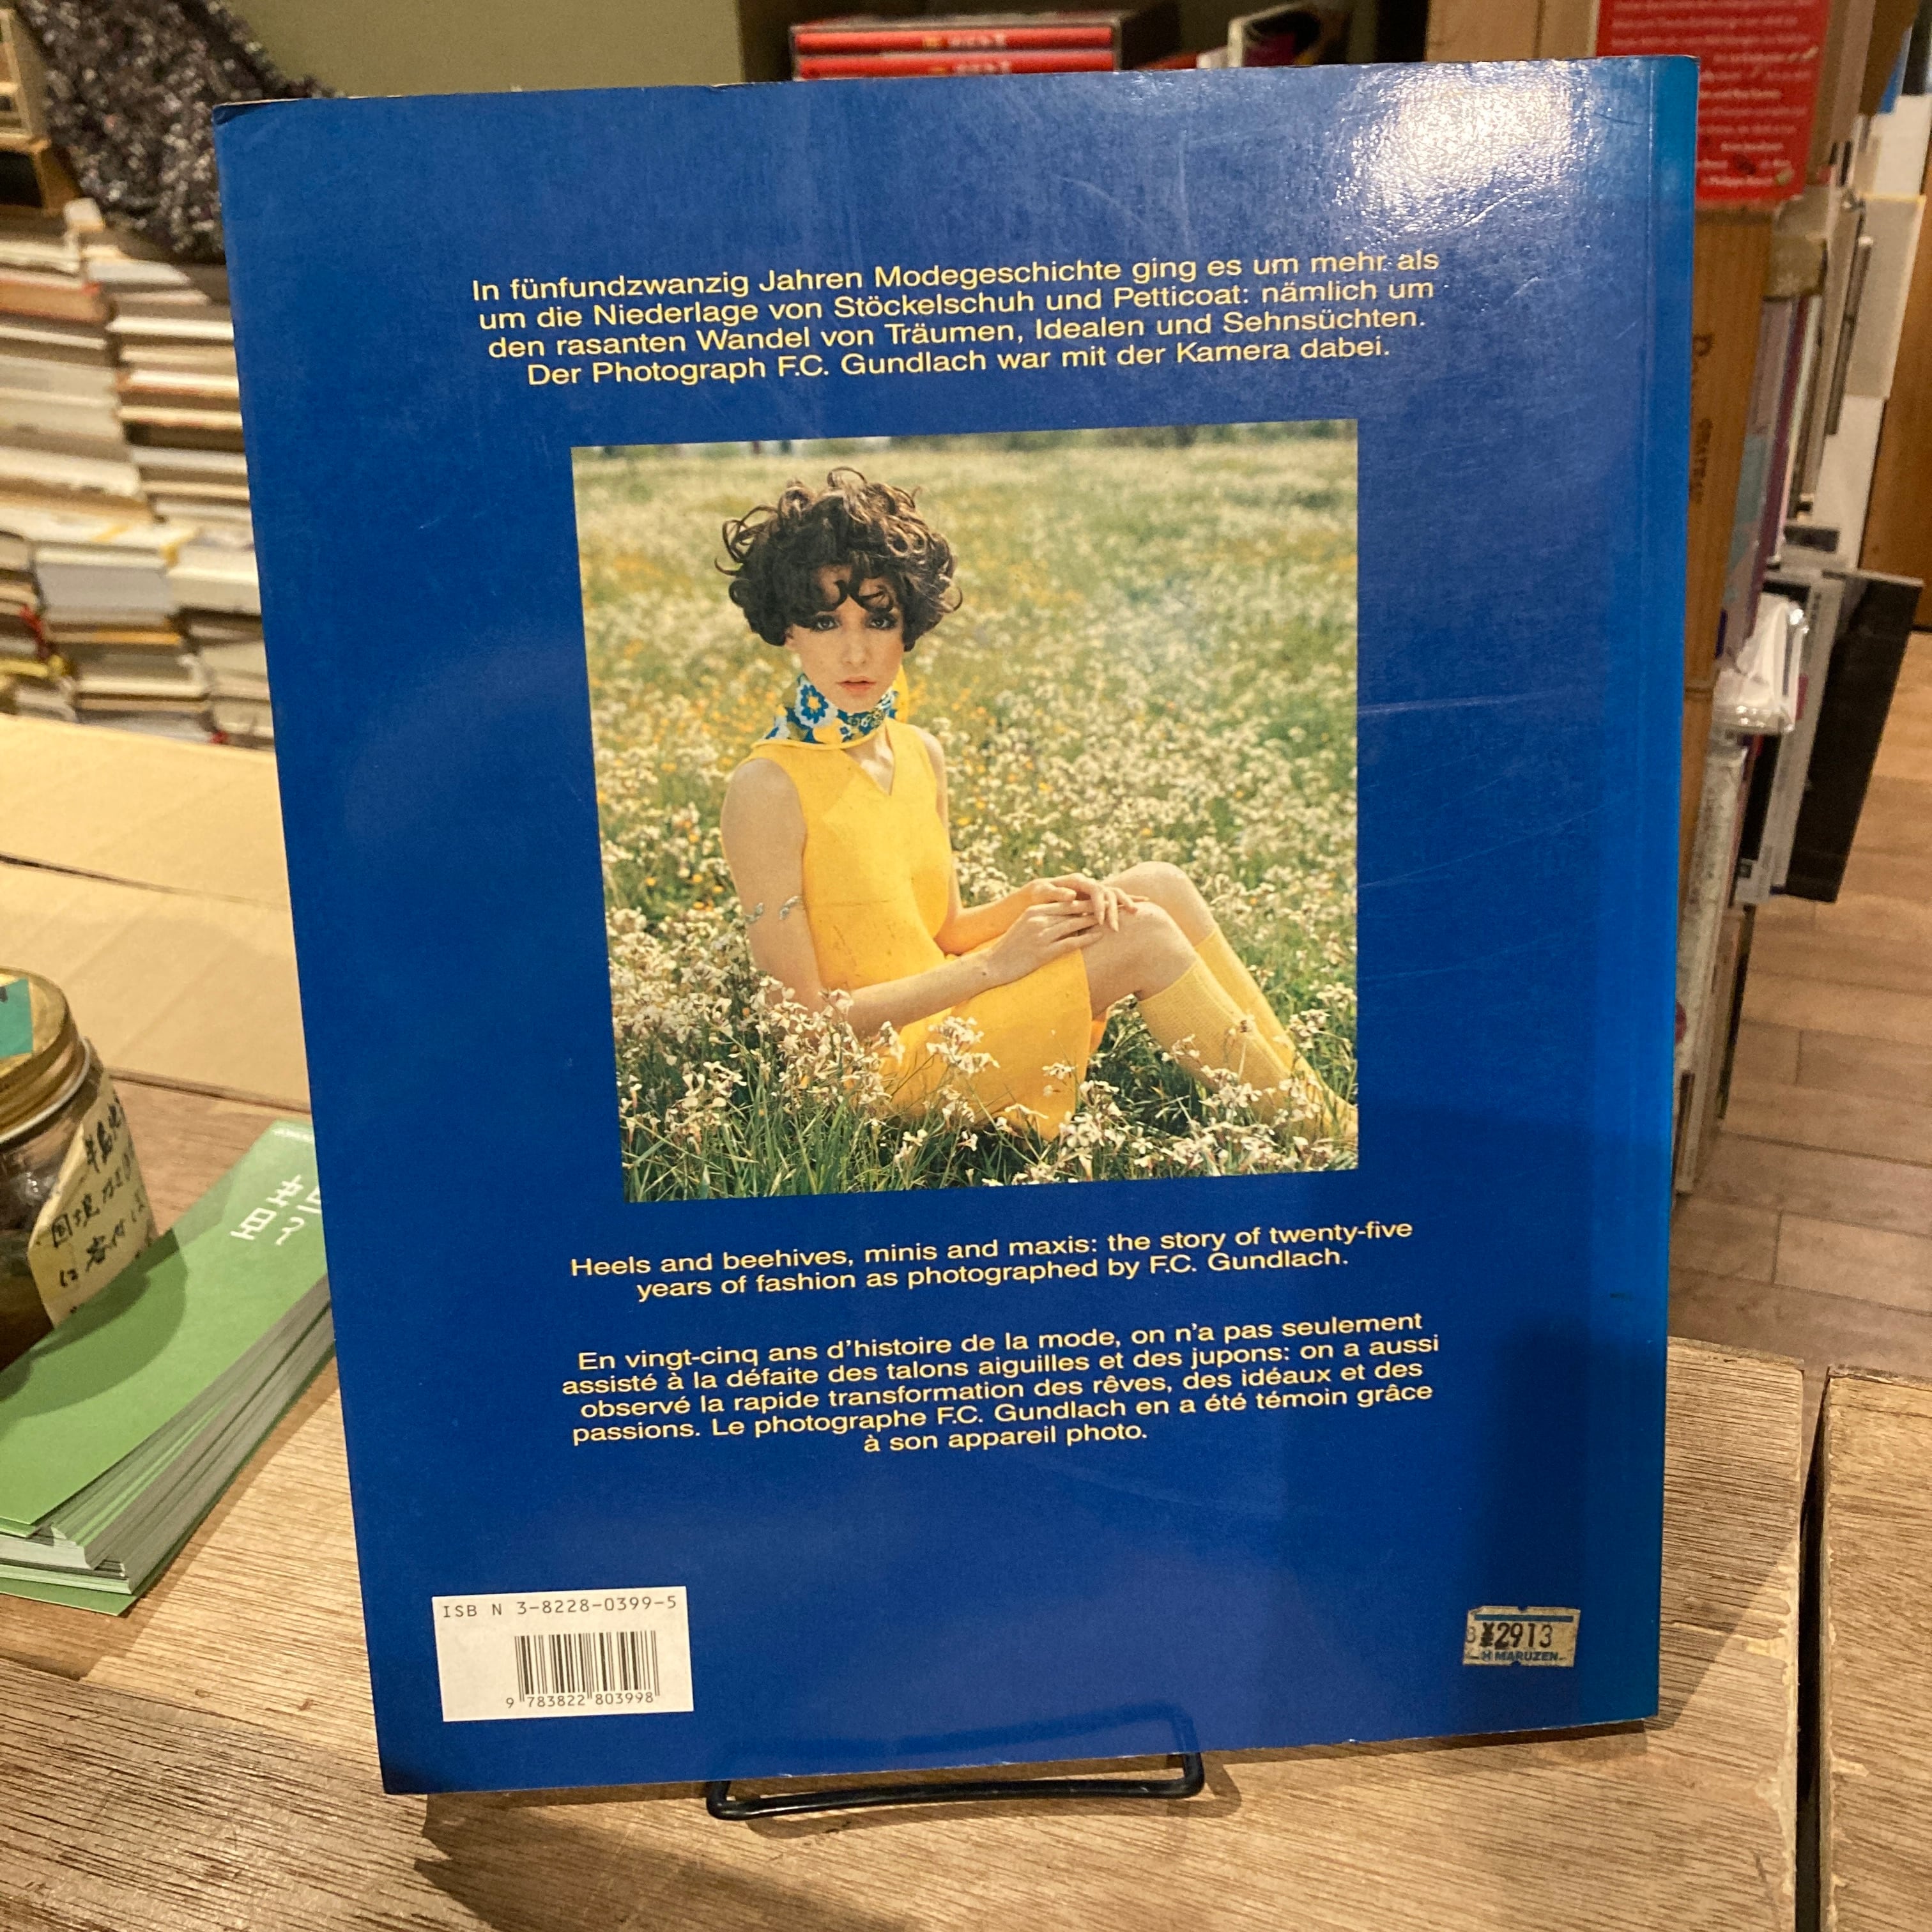 In fünfundzwanzig Jahren Modegeschichte ging es um mehr als
um die Niederlage von Stöckelschuh und Petticoat: nämlich um
den rasanten Wandel von Träumen, Idealen und Sehnsüchten.
Der Photograph F.C. Gundlach war mit der Kamera dabei.
Heels and beehives, minis and maxis: the story of twenty-five
years of fashion as photographed by F.C. Gundlach.
En vingt-cinq ans d'histoire de la mode, on n'a pas seulement
assisté à la défaite des talons aiguilles et des jupons: on a aussi
observé la rapide transformation des rêves, des idéaux et des
passions. Le photographe F.C. Gundlach en a été témoin grâce
à son appareil photo.
ISB N 3-8228-0399-5
9 783822 803998
¥2913
MARUZEN